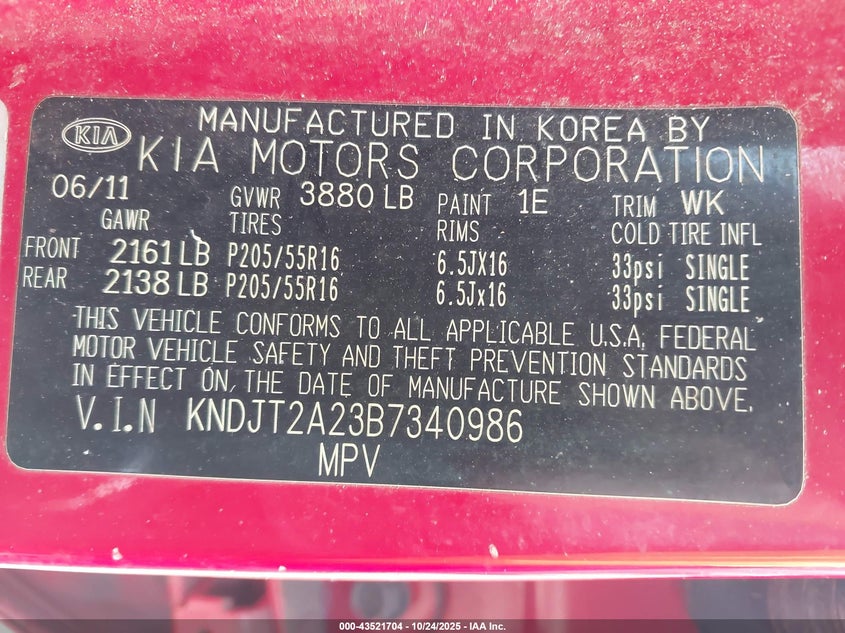 KIA MANUFACTURED IN KOREA BY
KIA MOTORS CORPORATION
06/11 GVWR 3880 LB PAINT 1E TRIM WK
GAWR TIRES RIMS COLD TIRE INFL
FRONT 2161 LB P205/55R16 6.5JX16 33psi SINGLE
REAR 2138 LB P205/55R16 6.5Jx16 33psi SINGLE
THIS VEHICLE CONFORMS TO ALL APPLICABLE U.S.A, FEDERAL
MOTOR VEHICLE SAFETY AND THEFT PREVENTION STANDARDS
IN EFFECT ON, THE DATE OF MANUFACTURE SHOWN ABOVE.
V.I.N KNDJT2A23B7340986
MPV
000-43521704 - 10/24/2025 - IAA Inc.